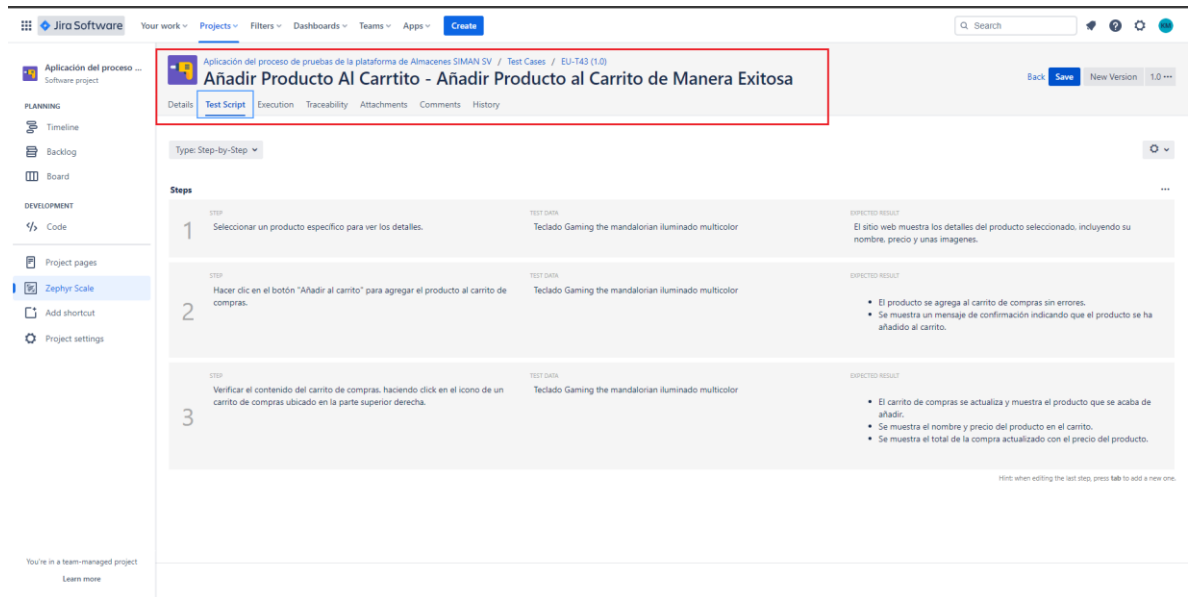 Jira Software
Your work
Projects
Filters
Dashboards
Teams
Apps
Create
Search
KM
Aplicación del proceso ...
Software project
PLANNING
Timeline
Backlog
Board
DEVELOPMENT
Code
Project pages
Zephyr Scale
Add shortcut
Project settings
You're in a team-managed project
Learn more
Aplicación del proceso de pruebas de la plataforma de Almacenes SIMAN SV / Test Cases / EU-T43 (1.0)
Añadir Producto Al Carrtito - Añadir Producto al Carrito de Manera Exitosa
Back
Save
New Version
1.0
Details
Test Script
Execution
Traceability
Attachments
Comments
History
Type: Step-by-Step
Steps
1
STEP
Seleccionar un producto específico para ver los detalles.
TEST DATA
Teclado Gaming the mandalorian iluminado multicolor
EXPECTED RESULT
El sitio web muestra los detalles del producto seleccionado, incluyendo su
nombre, precio y unas imagenes.
2
STEP
Hacer clic en el botón "Añadir al carrito" para agregar el producto al carrito de
compras.
TEST DATA
Teclado Gaming the mandalorian iluminado multicolor
EXPECTED RESULT
• El producto se agrega al carrito de compras sin errores.
• Se muestra un mensaje de confirmación indicando que el producto se ha
añadido al carrito.
3
STEP
Verificar el contenido del carrito de compras, haciendo click en el icono de un
carrito de compras ubicado en la parte superior derecha.
TEST DATA
Teclado Gaming the mandalorian iluminado multicolor
EXPECTED RESULT
• El carrito de compras se actualiza y muestra el producto que se acaba de
añadir.
• Se muestra el nombre y precio del producto en el carrito.
• Se muestra el total de la compra actualizado con el precio del producto.
Hint: when editing the last step, press tab to add a new one.